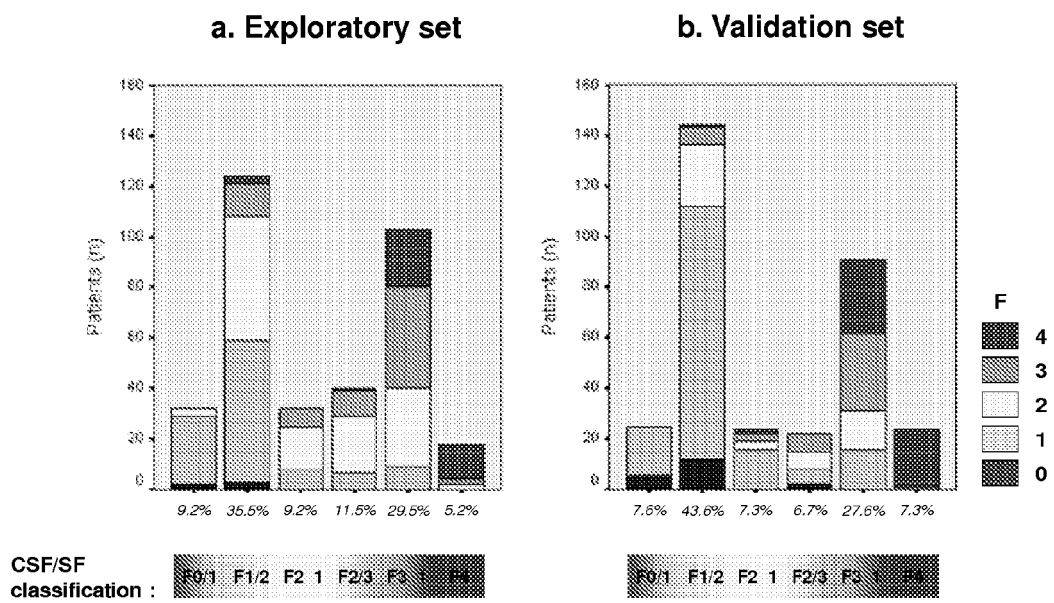 a. Exploratory set
b. Validation set
160
140
120
100
80
60
40
20
0
Patients (n)
9.2% 35.5% 9.2% 11.5% 29.5% 5.2%
160
140
120
100
80
60
40
20
0
Patients (n)
7.6% 43.6% 7.3% 6.7% 27.6% 7.3%
F
4
3
2
1
0
CSF/SF
classification :
F0/1 F1/2 F2 1 F2/3 F3 F4
F0/1 F1/2 F2 1 F2/3 F3 F4